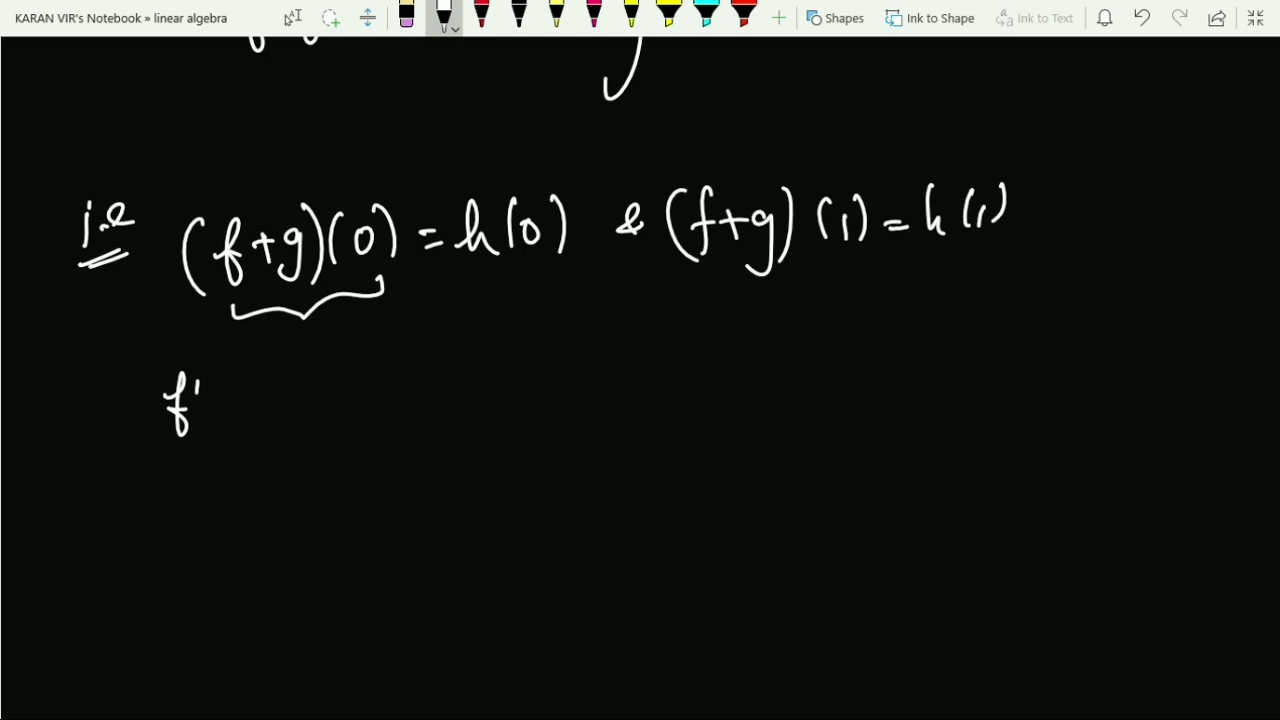 KARAN VIR's Notebook » linear algebra
Shapes
Ink to Shape
Ink to Text
i.e (f+g)(0) = h(0) & (f+g)(1) = h(1)
f'